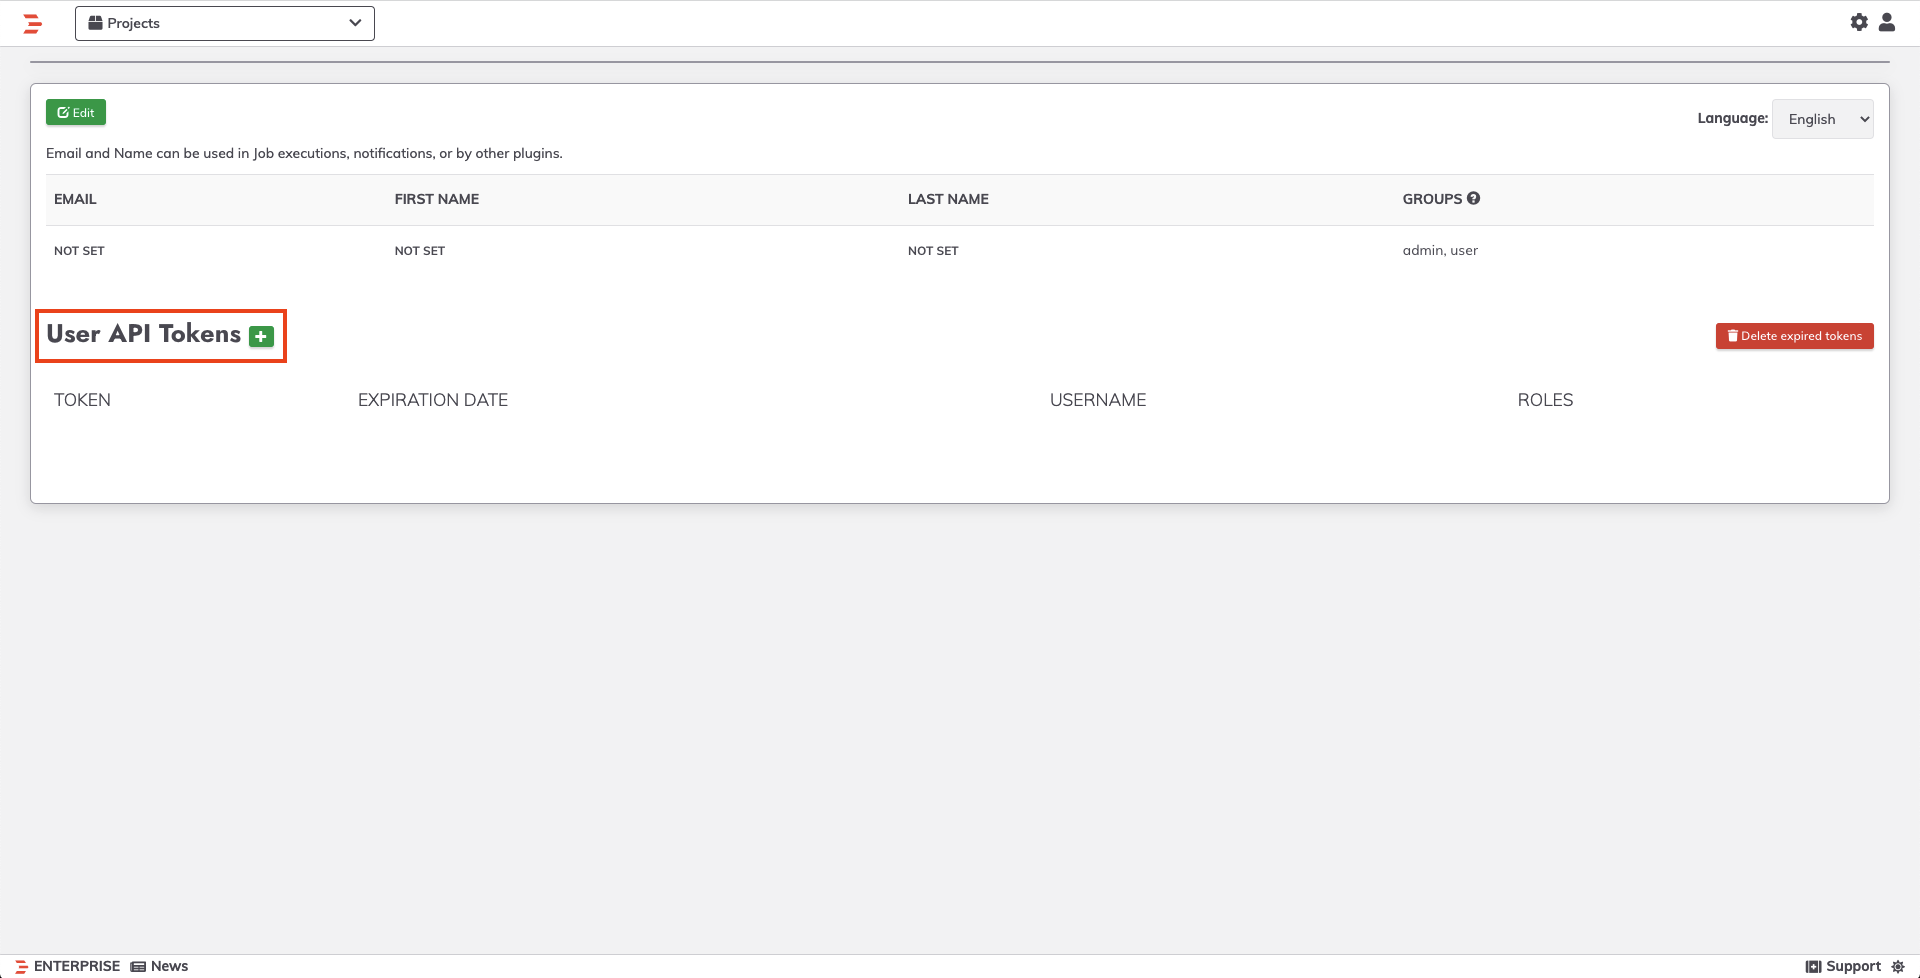 Projects
Edit
Language: English
Email and Name can be used in Job executions, notifications, or by other plugins.
EMAIL FIRST NAME LAST NAME GROUPS
NOT SET NOT SET NOT SET admin, user
User API Tokens
Delete expired tokens
TOKEN EXPIRATION DATE USERNAME ROLES
ENTERPRISE News Support